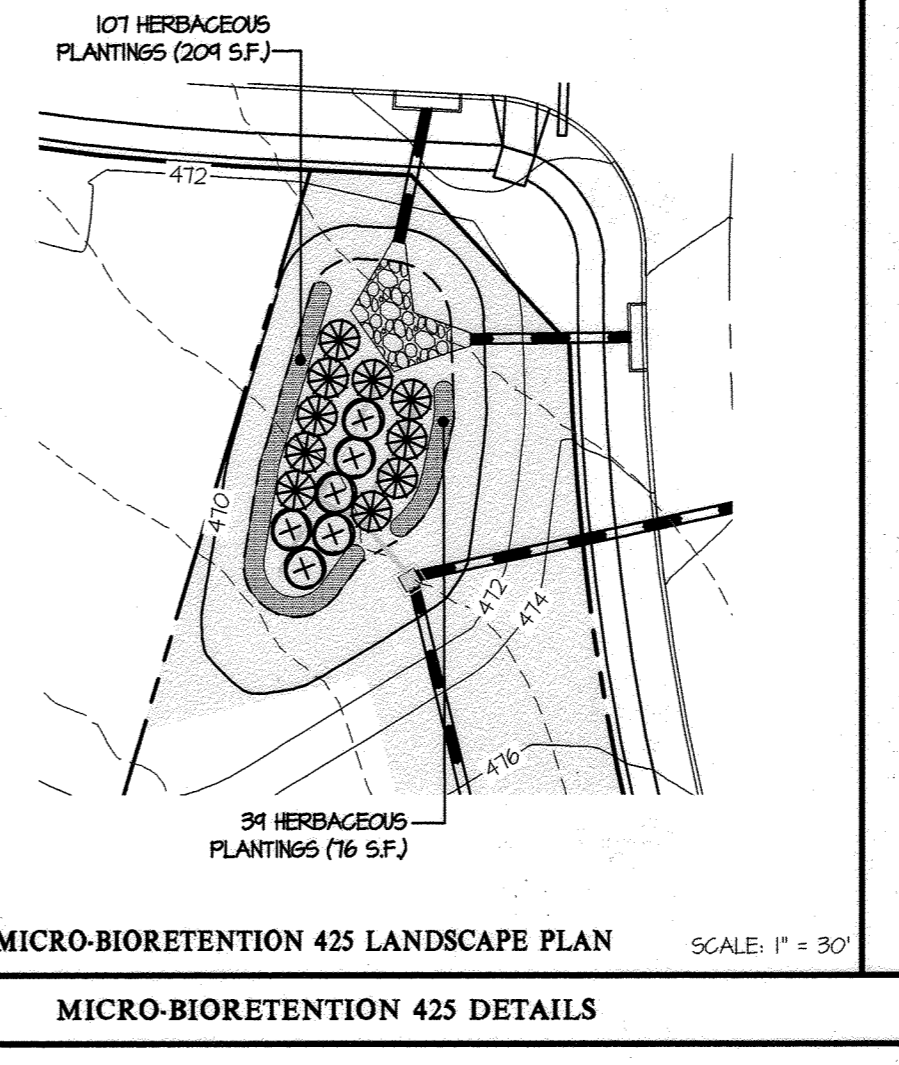 107 HERBACEOUS
PLANTINGS (209 S.F.)
472
470
472
474
476
39 HERBACEOUS
PLANTINGS (76 S.F.)
MICRO-BIORETENTION 425 LANDSCAPE PLAN
SCALE: 1" = 30'
MICRO-BIORETENTION 425 DETAILS